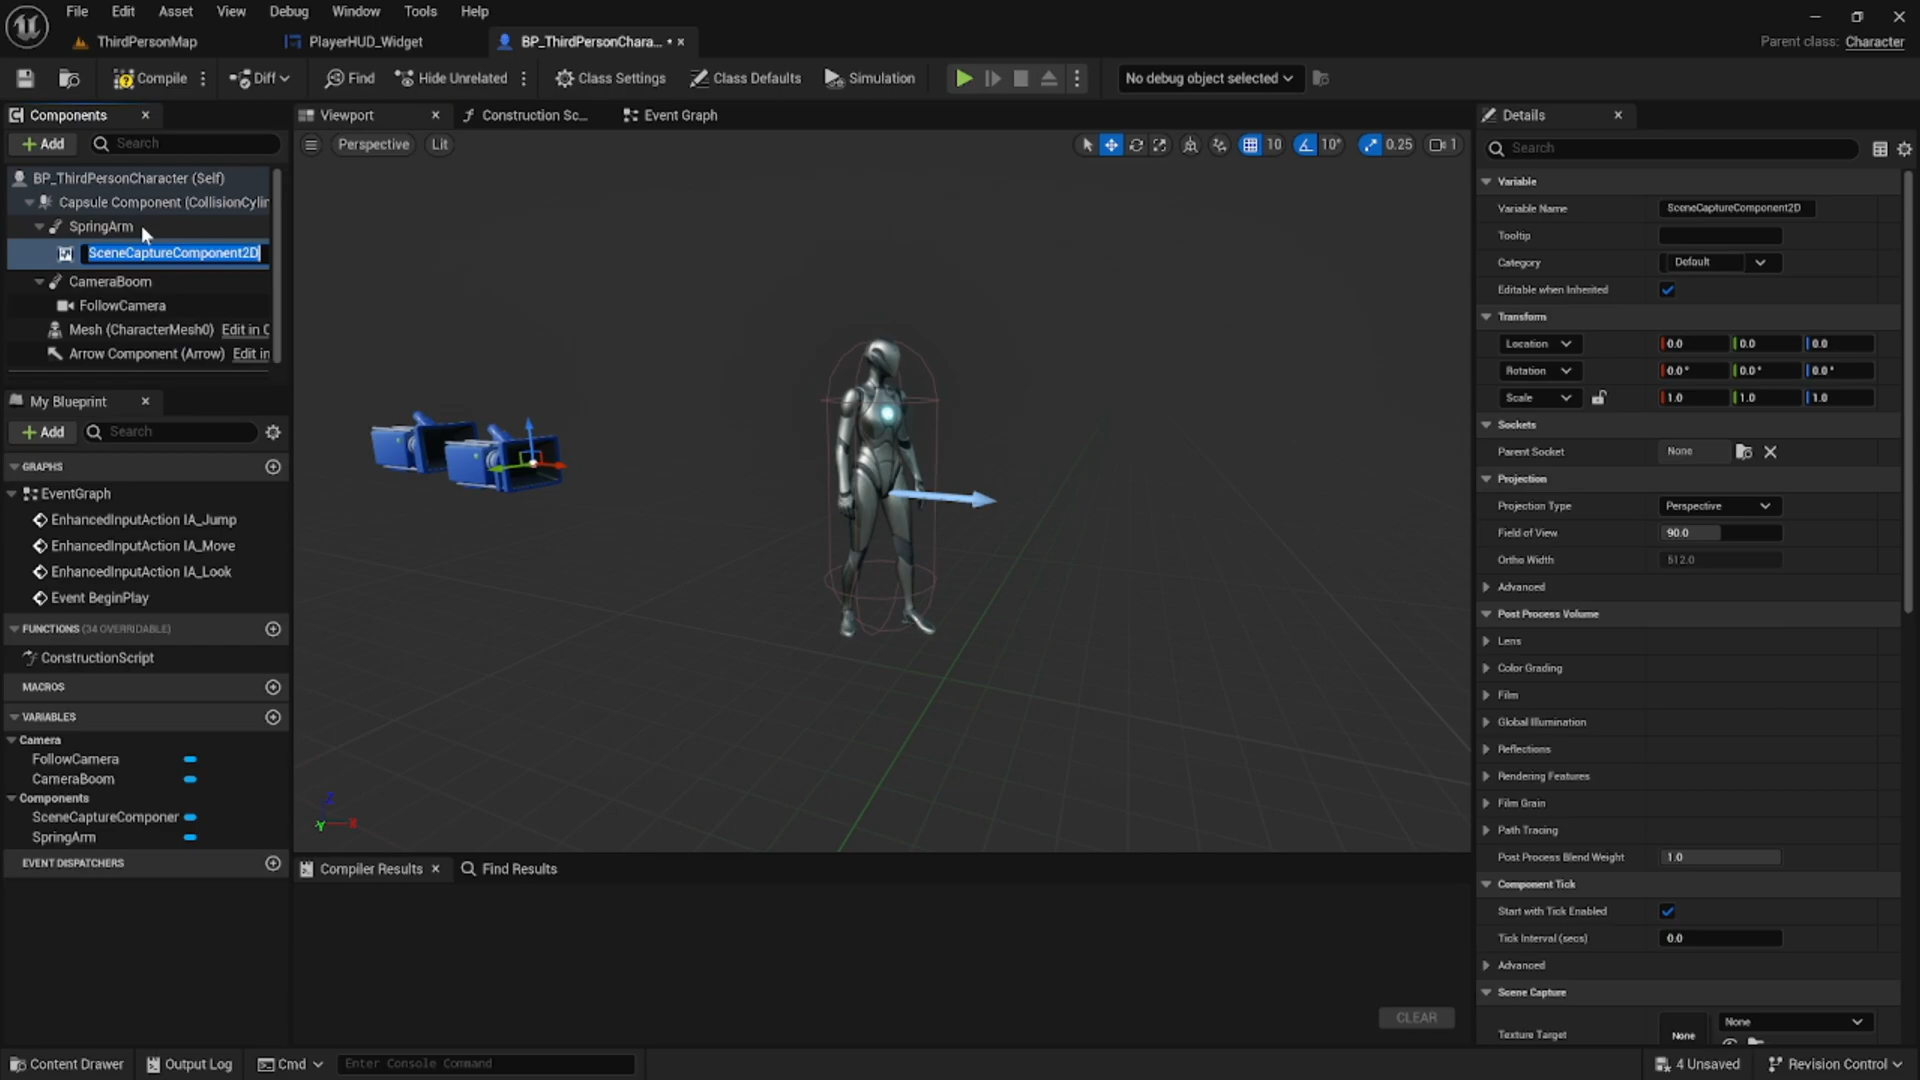 File Edit Asset View Debug Window Tools Help
ThirdPersonMap PlayerHUD_Widget BP_ThirdPersonChara... Parent class: Character
Compile Diff Find Hide Unrelated Class Settings Class Defaults Simulation No debug object selected
Components Viewport Construction Sc... Event Graph Details
Add Search Perspective Lit 10 10° 0.25 1 Search
BP_ThirdPersonCharacter (Self)
Capsule Component (CollisionCylin
SpringArm
SceneCaptureComponent2D
CameraBoom
FollowCamera
Mesh (CharacterMesh0) Edit in C
Arrow Component (Arrow) Edit in
My Blueprint
Add Search
GRAPHS
EventGraph
EnhancedInputAction IA_Jump
EnhancedInputAction IA_Move
EnhancedInputAction IA_Look
Event BeginPlay
FUNCTIONS (34 OVERRIDABLE)
ConstructionScript
MACROS
VARIABLES
Camera
FollowCamera
CameraBoom
Components
SceneCaptureComponer
SpringArm
EVENT DISPATCHERS
Z
Y X
Compiler Results Find Results
CLEAR
Variable
Variable Name SceneCaptureComponent2D
Tooltip
Category Default
Editable when Inherited
Transform
Location 0.0 0.0 0.0
Rotation 0.0° 0.0° 0.0°
Scale 1.0 1.0 1.0
Sockets
Parent Socket None
Projection
Projection Type Perspective
Field of View 90.0
Ortho Width 512.0
Advanced
Post Process Volume
Lens
Color Grading
Film
Global Illumination
Reflections
Rendering Features
Film Grain
Path Tracing
Post Process Blend Weight 1.0
Component Tick
Start with Tick Enabled
Tick Interval (secs) 0.0
Advanced
Scene Capture
Texture Target None None
Content Drawer Output Log Cmd Enter Console Command 4 Unsaved Revision Control